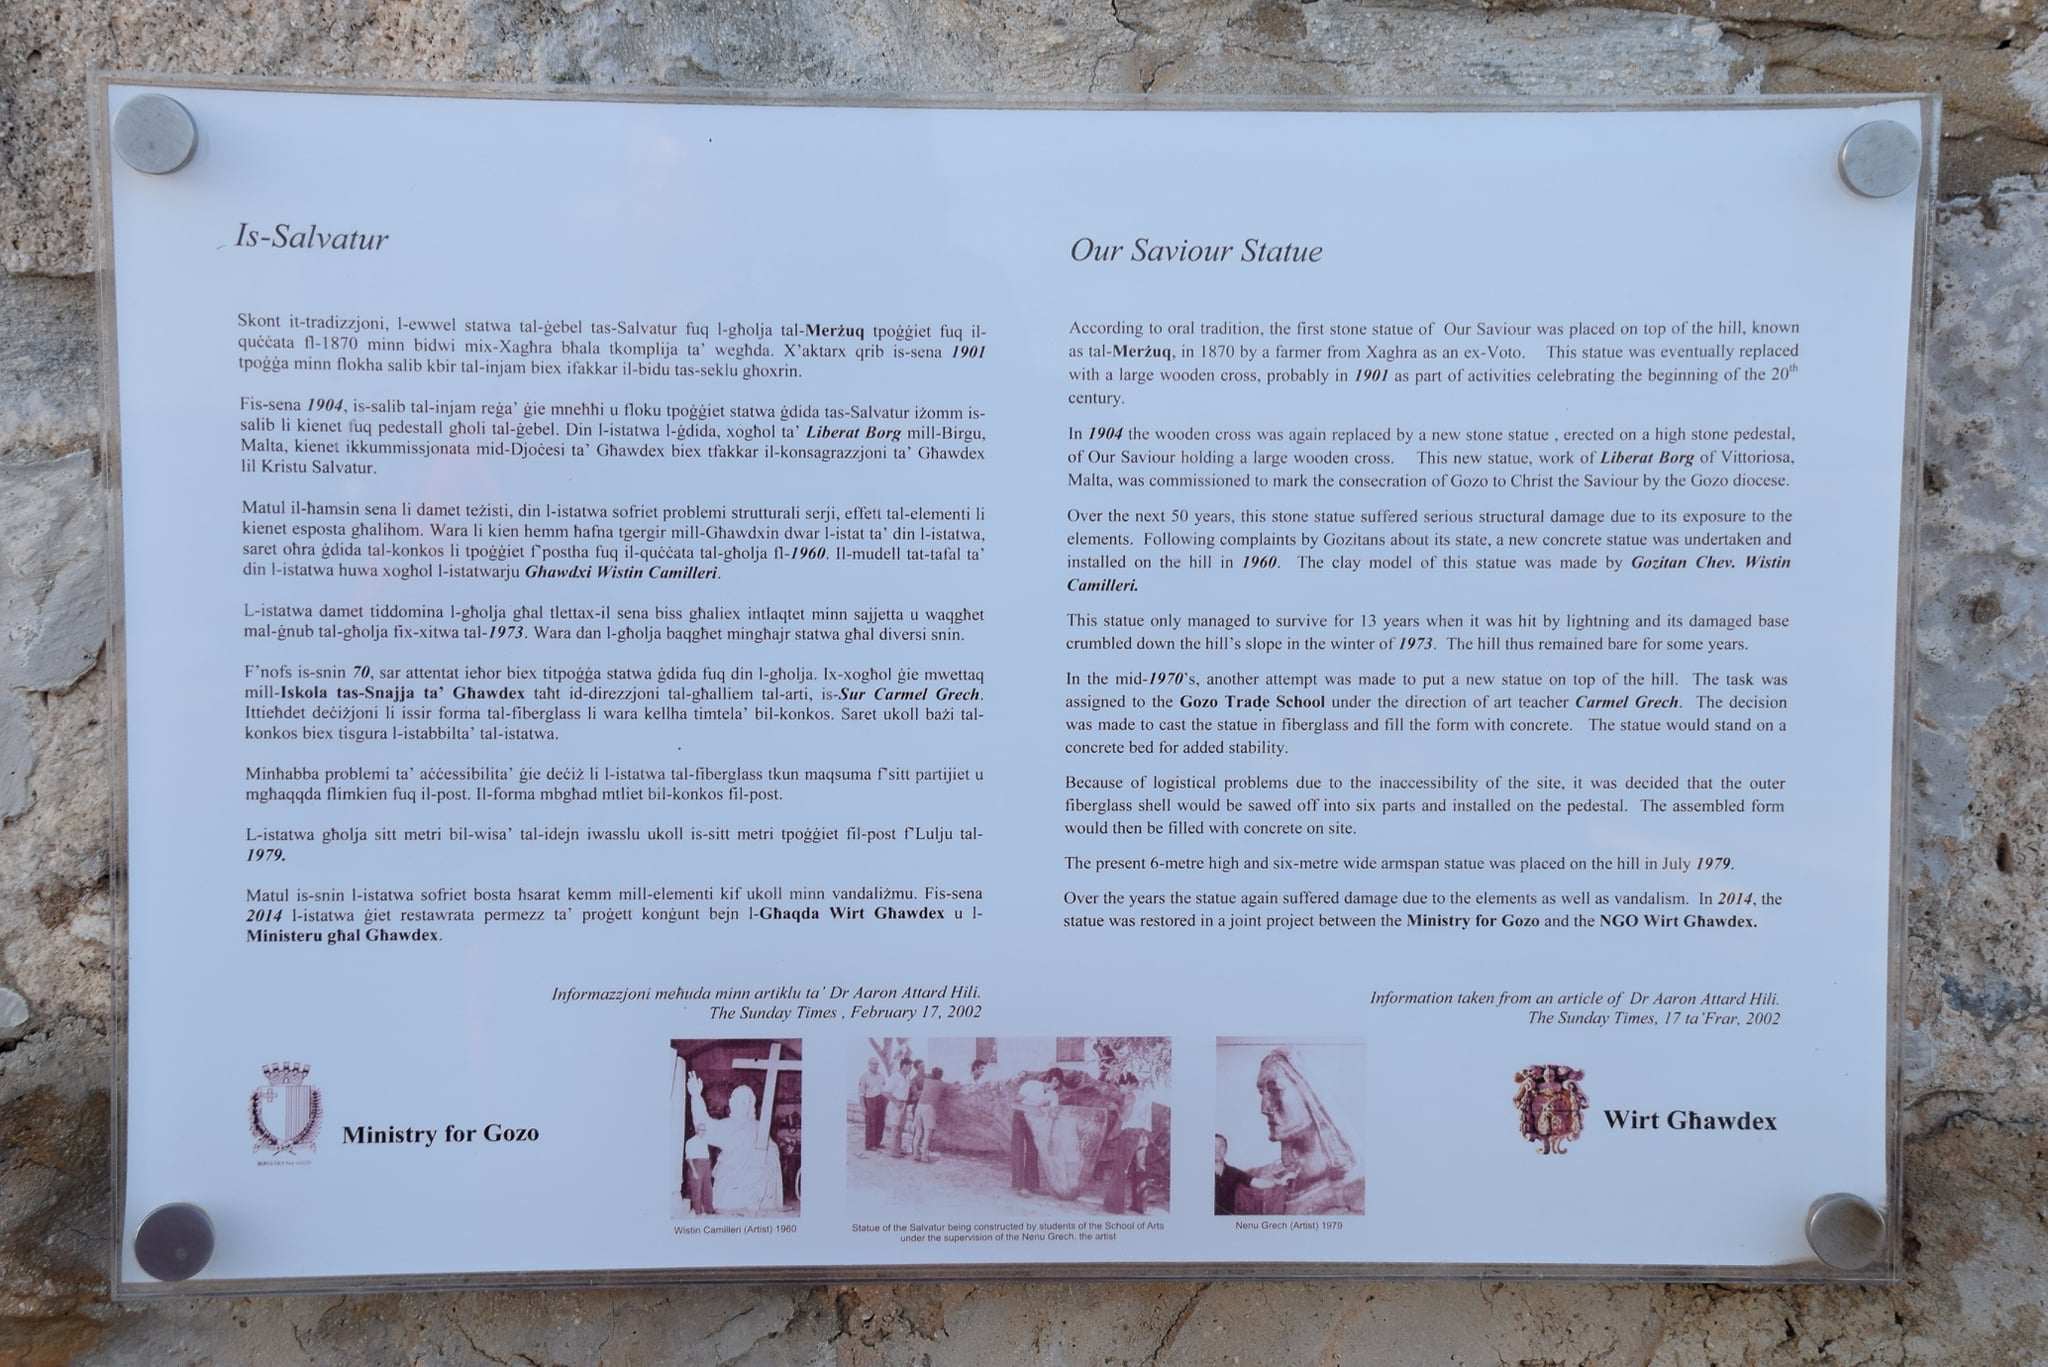 Is-Salvatur
Skont it-tradizzjoni, l-ewwel statwa tal-ġebel tas-Salvatur fuq l-għolja tal-Merżuq tpoġġiet fuq il-
quċċata fl-1870 minn bidwi mix-Xagħra bħala tkomplija ta' wegħda. X'aktarx qrib is-sena 1901
tpoġġa minn flokha salib kbir tal-injam biex ifakkar il-bidu tas-seklu għoxrin.
Fis-sena 1904, is-salib tal-injam reġa' ġie mneħħi u floku tpoġġiet statwa ġdida tas-Salvatur iżomm is-
salib li kienet fuq pedestall għoli tal-ġebel. Din l-istatwa l-ġdida, xogħol ta' Liberat Borg mill-Birgu,
Malta, kienet ikkummissjonata mid-Djoċesi ta' Għawdex biex tfakkar il-konsagrazzjoni ta' Għawdex
lil Kristu Salvatur.
Matul il-ħamsin sena li damet teżisti, din l-istatwa sofriet problemi strutturali serji, effett tal-elementi li
kienet esposta għalihom. Wara li kien hemm ħafna tgergir mill-Għawdxin dwar l-istat ta' din l-istatwa,
saret oħra ġdida tal-konkos li tpoġġiet f'postha fuq il-quċċata tal-għolja fl-1960. Il-mudell tat-tafal ta'
din l-istatwa huwa xogħol l-istatwarju Għawdxi Wistin Camilleri.
L-istatwa damet tiddomina l-għolja għal tlettax-il sena biss għaliex intlaqtet minn sajjetta u waqgħet
mal-ġnub tal-għolja fix-xitwa tal-1973. Wara dan l-għolja baqgħet mingħajr statwa għal diversi snin.
F'nofs is-snin 70, sar attentat ieħor biex titpoġġa statwa ġdida fuq din l-għolja. Ix-xogħol ġie mwettaq
mill-Iskola tas-Snajja ta' Għawdex taħt id-direzzjoni tal-għalliem tal-arti, is-Sur Carmel Grech.
Ittieħdet deċiżjoni li issir forma tal-fiberglass li wara kellha timtela' bil-konkos. Saret ukoll bażi tal-
konkos biex tisgura l-istabbilta' tal-istatwa.
Minħabba problemi ta' aċċessibilita' ġie deċiż li l-istatwa tal-fiberglass tkun maqsuma f'sitt partijiet u
mgħaqqda flimkien fuq il-post. Il-forma mbgħad mtliet bil-konkos fil-post.
L-istatwa għolja sitt metri bil-wisa' tal-idejn iwasslu ukoll is-sitt metri tpoġġiet fil-post f'Lulju tal-
1979.
Matul is-snin l-istatwa sofriet bosta ħsarat kemm mill-elementi kif ukoll minn vandaliżmu. Fis-sena
2014 l-istatwa ġiet restawrata permezz ta' proġett konġunt bejn l-Għaqda Wirt Għawdex u l-
Ministeru għal Għawdex.
Informazzjoni meħuda minn artiklu ta' Dr Aaron Attard Hili.
The Sunday Times , February 17, 2002
Our Saviour Statue
According to oral tradition, the first stone statue of Our Saviour was placed on top of the hill, known
as tal-Merżuq, in 1870 by a farmer from Xaghra as an ex-Voto. This statue was eventually replaced
with a large wooden cross, probably in 1901 as part of activities celebrating the beginning of the 20th
century.
In 1904 the wooden cross was again replaced by a new stone statue , erected on a high stone pedestal,
of Our Saviour holding a large wooden cross. This new statue, work of Liberat Borg of Vittoriosa,
Malta, was commissioned to mark the consecration of Gozo to Christ the Saviour by the Gozo diocese.
Over the next 50 years, this stone statue suffered serious structural damage due to its exposure to the
elements. Following complaints by Gozitans about its state, a new concrete statue was undertaken and
installed on the hill in 1960. The clay model of this statue was made by Gozitan Chev. Wistin
Camilleri.
This statue only managed to survive for 13 years when it was hit by lightning and its damaged base
crumbled down the hill's slope in the winter of 1973. The hill thus remained bare for some years.
In the mid-1970's, another attempt was made to put a new statue on top of the hill. The task was
assigned to the Gozo Trade School under the direction of art teacher Carmel Grech. The decision
was made to cast the statue in fiberglass and fill the form with concrete. The statue would stand on a
concrete bed for added stability.
Because of logistical problems due to the inaccessibility of the site, it was decided that the outer
fiberglass shell would be sawed off into six parts and installed on the pedestal. The assembled form
would then be filled with concrete on site.
The present 6-metre high and six-metre wide armspan statue was placed on the hill in July 1979.
Over the years the statue again suffered damage due to the elements as well as vandalism. In 2014, the
statue was restored in a joint project between the Ministry for Gozo and the NGO Wirt Għawdex.
Information taken from an article of Dr Aaron Attard Hili.
The Sunday Times, 17 ta'Frar, 2002
MINISTRY for GOZO
Ministry for Gozo
Wistin Camilleri (Artist) 1960
Statue of the Salvatur being constructed by students of the School of Arts
under the supervision of the Nenu Grech, the artist
Nenu Grech (Artist) 1979
Wirt Għawdex